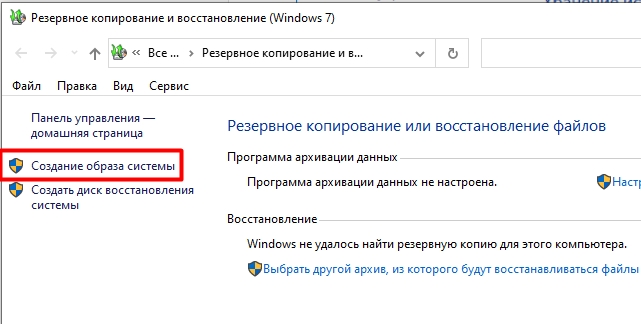 Резервное копирование и восстановление (Windows 7)
Все ... Резервное копирование и в...
Файл Правка Вид Сервис
Панель управления —
домашняя страница
Создание образа системы
Создать диск восстановления
системы
Резервное копирование или восстановление файлов
Программа архивации данных
Программа архивации данных не настроена.
Настр
Восстановление
Windows не удалось найти резервную копию для этого компьютера.
Выбрать другой архив, из которого будут восстанавливаться файлы